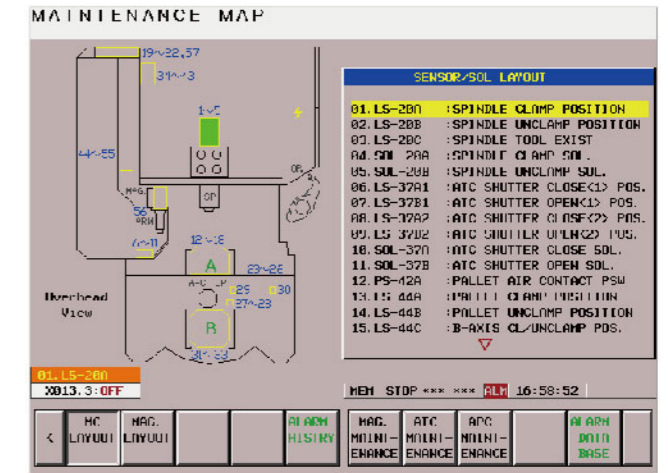 MAINTENANCE MAP
19~22,57
1~5
44~55
MAG.
OP.
SP
56
ARM
6~11
12~18
A
23~26
29
30
B
Overhead
View
SENSOR/SOL LAYOUT
01.LS-20A :SPINDLE CLAMP POSITION
02.LS-20B :SPINDLE UNCLAMP POSITION
03.LS-20C :SPINDLE TOOL EXIST
04.SOL-20A :SPINDLE CLAMP SOL.
05.SOL-20B :SPINDLE UNCLAMP SOL.
06.LS-37A1 :ATC SHUTTER CLOSE<1> POS.
07.LS-37B1 :ATC SHUTTER OPEN<1> POS.
08.LS-37A2 :ATC SHUTTER CLOSE<2> POS.
09.LS-37B2 :ATC SHUTTER OPEN<2> POS.
10.SOL-37A :ATC SHUTTER CLOSE SOL.
11.SOL-37B :ATC SHUTTER OPEN SOL.
12.PS-42A :PALLET AIR CONTACT PSW
13.LS-44A :PALLET CLAMP POSITION
14.LS-44B :PALLET UNCLAMP POSITION
15.LS-44C :B-AXIS CL/UNCLAMP POS.
01.LS-20A
X013.3:OFF
MEM STOP *** *** ALM 16:58:52
< MC LAYOUT
MAG. LAYOUT
ALARM HISTRY
MAG. MAINT-ENANCE
ATC MAINT-ENANCE
APC MAINT-ENANCE
ALARM DATA BASE